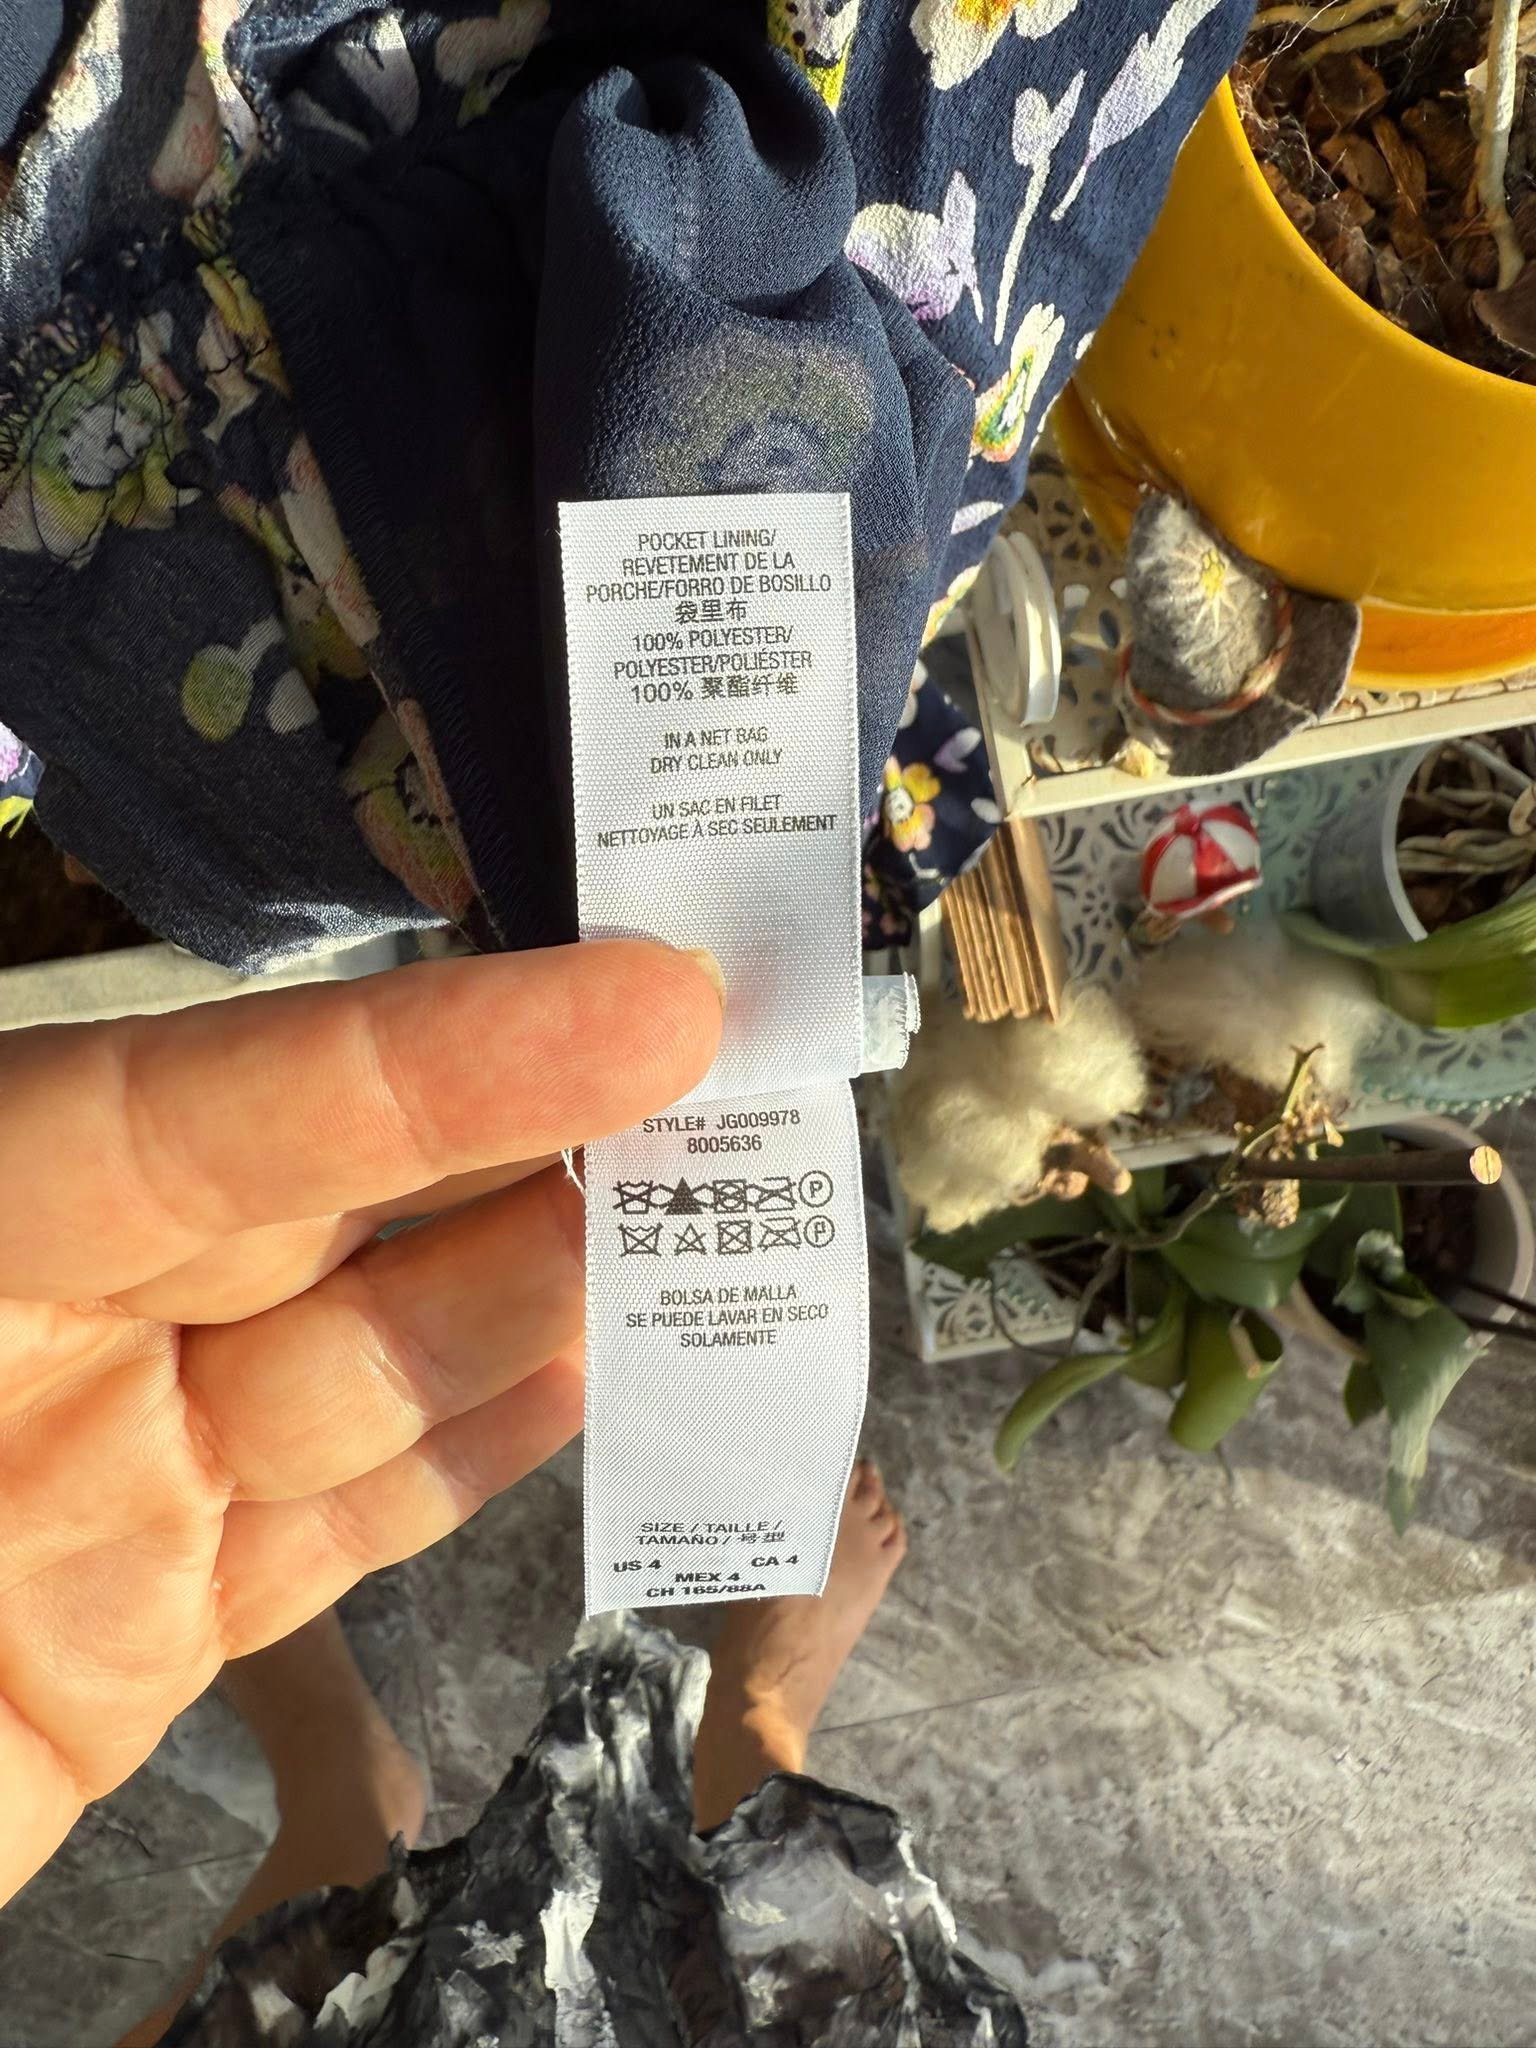 POCKET LINING/
REVETEMENT DE LA
PORCHE/FORRO DE BOSILLO
袋里布
100% POLYESTER/
POLYESTER/POLIÉSTER
100% 聚酯纤维
IN A NET BAG
DRY CLEAN ONLY
UN SAC EN FILET
NETTOYAGE À SEC SEULEMENT
STYLE# JG009978
8005636
P
P
BOLSA DE MALLA
SE PUEDE LAVAR EN SECO
SOLAMENTE
SIZE / TAILLE /
TAMAÑO / 号型
US 4 CA 4
MEX 4
CH 165/88A